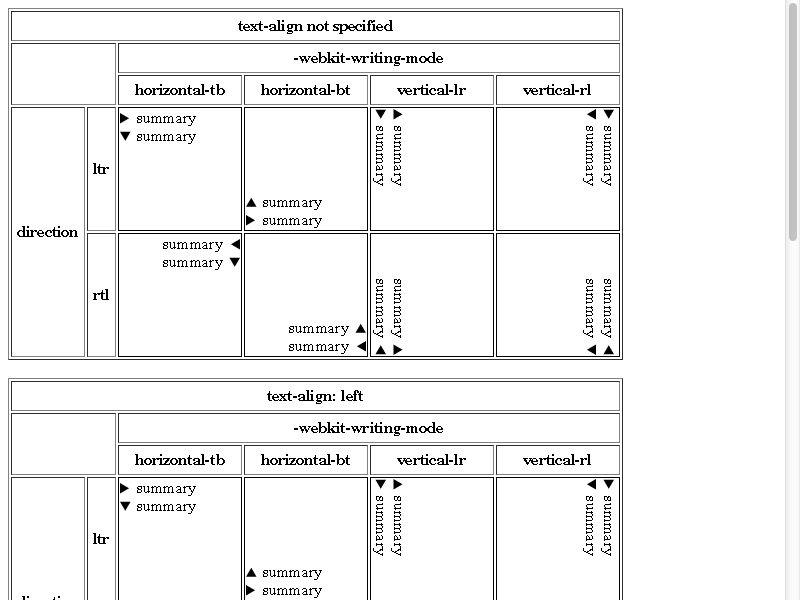 text-align not specified
-webkit-writing-mode
horizontal-tb horizontal-bt vertical-lr vertical-rl
direction
ltr
▶ summary
▼ summary
▲ summary
▶ summary
▼ summary
▶ summary
◀ summary
▼ summary
rtl
summary ◀
summary ▼
summary ▲
summary ◀
summary ▲
summary ▶
summary ◀
summary ▲
text-align: left
-webkit-writing-mode
horizontal-tb horizontal-bt vertical-lr vertical-rl
ltr
▶ summary
▼ summary
▲ summary
▶ summary
▼ summary
▶ summary
◀ summary
▼ summary